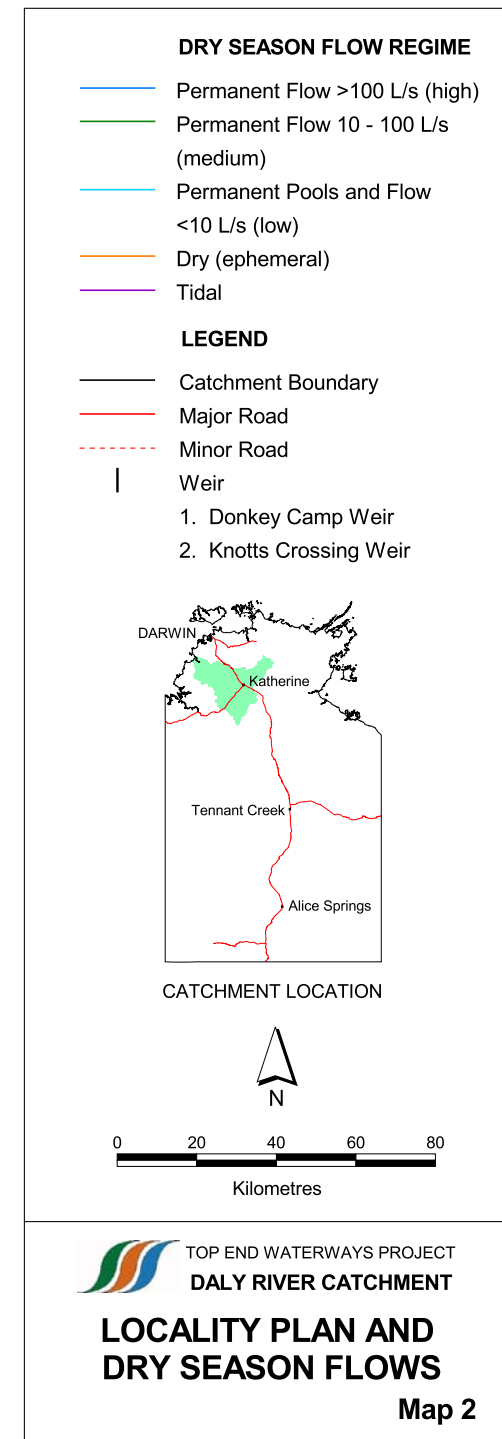 DRY SEASON FLOW REGIME
Permanent Flow >100 L/s (high)
Permanent Flow 10 - 100 L/s
(medium)
Permanent Pools and Flow
<10 L/s (low)
Dry (ephemeral)
Tidal
LEGEND
Catchment Boundary
Major Road
Minor Road
Weir
1. Donkey Camp Weir
2. Knotts Crossing Weir
DARWIN
Katherine
Tennant Creek
Alice Springs
CATCHMENT LOCATION
N
0 20 40 60 80
Kilometres
TOP END WATERWAYS PROJECT
DALY RIVER CATCHMENT
LOCALITY PLAN AND
DRY SEASON FLOWS
Map 2